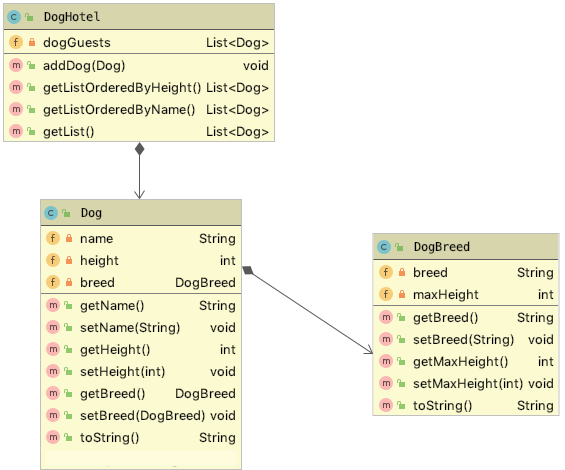 DogHotel
dogGuests List<Dog>
addDog(Dog) void
getListOrderedByHeight() List<Dog>
getListOrderedByName() List<Dog>
getList() List<Dog>
Dog
name String
height int
breed DogBreed
getName() String
setName(String) void
getHeight() int
setHeight(int) void
getBreed() DogBreed
setBreed(DogBreed) void
toString() String
DogBreed
breed String
maxHeight int
getBreed() String
setBreed(String) void
getMaxHeight() int
setMaxHeight(int) void
toString() String